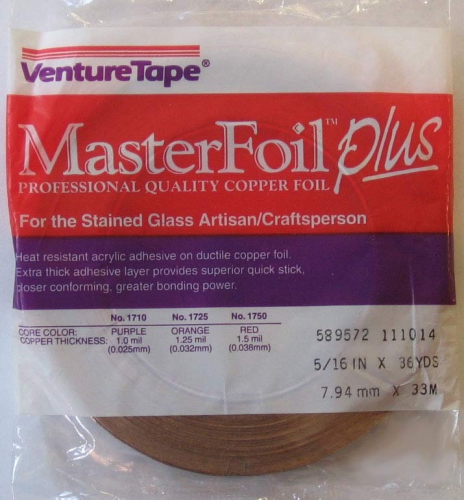 VentureTape®
MasterFoil™ plus
PROFESSIONAL QUALITY COPPER FOIL
For the Stained Glass Artisan/Craftsperson
Heat resistant acrylic adhesive on ductile copper foil.
Extra thick adhesive layer provides superior quick stick,
closer conforming, greater bonding power.
No. 1710 No. 1725 No. 1750
CORE COLOR: PURPLE ORANGE RED
COPPER THICKNESS: 1.0 mil 1.25 mil 1.5 mil
(0.025mm) (0.032mm) (0.038mm)
589572 111014
5/16 IN X 36YDS
7.94 mm X 33M